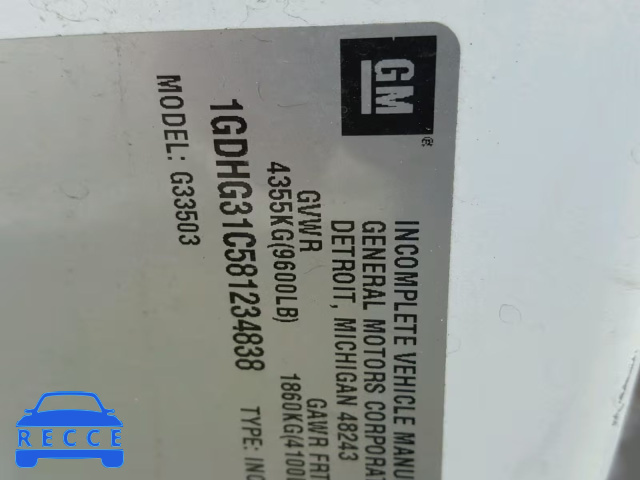 GM®
INCOMPLETE VEHICLE MANU
GENERAL MOTORS CORPORAT
DETROIT, MICHIGAN 48243
GVWR GAWR FRT
4355KG(9600LB) 1860KG(4100
1GDHG31C581234838 TYPE: INC
MODEL: G33503
RECCE